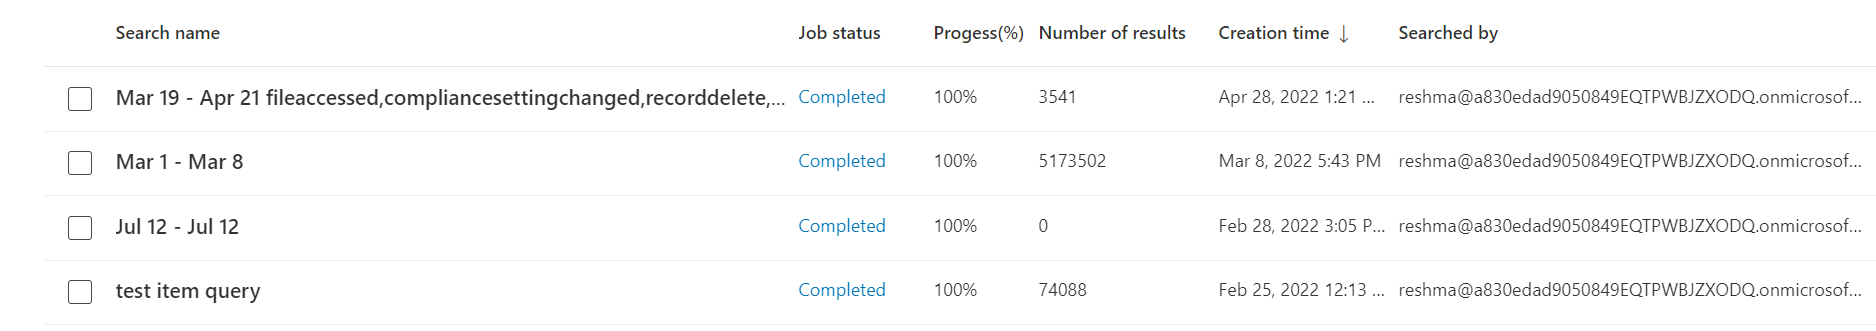 Search name Job status Progess(%) Number of results Creation time ↓ Searched by
Mar 19 - Apr 21 fileaccessed,compliancesettingchanged,recorddelete,... Completed 100% 3541 Apr 28, 2022 1:21 ... reshma@a830edad9050849EQTPWBJZXODQ.onmicrosof...
Mar 1 - Mar 8 Completed 100% 5173502 Mar 8, 2022 5:43 PM reshma@a830edad9050849EQTPWBJZXODQ.onmicrosof...
Jul 12 - Jul 12 Completed 100% 0 Feb 28, 2022 3:05 P... reshma@a830edad9050849EQTPWBJZXODQ.onmicrosof...
test item query Completed 100% 74088 Feb 25, 2022 12:13 ... reshma@a830edad9050849EQTPWBJZXODQ.onmicrosof...